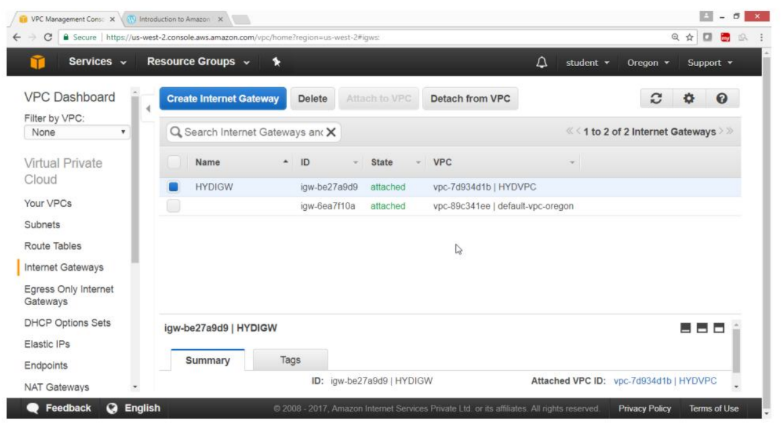 VPC Management Conso
Introduction to Amazon
Secure | https://us-west-2.console.aws.amazon.com/vpc/home?region=us-west-2#igws:
Services
Resource Groups
student
Oregon
Support
VPC Dashboard
Filter by VPC:
None
Virtual Private
Cloud
Your VPCs
Subnets
Route Tables
Internet Gateways
Egress Only Internet
Gateways
DHCP Options Sets
Elastic IPs
Endpoints
NAT Gateways
Create Internet Gateway
Delete
Attach to VPC
Detach from VPC
Search Internet Gateways and
1 to 2 of 2 Internet Gateways
Name ID State VPC
HYDIGW igw-be27a9d9 attached vpc-7d934d1b | HYDVPC
igw-6ea7f10a attached vpc-89c341ee | default-vpc-oregon
igw-be27a9d9 | HYDIGW
Summary
Tags
ID: igw-be27a9d9 | HYDIGW
Attached VPC ID: vpc-7d934d1b | HYDVPC
Feedback
English
© 2008 - 2017, Amazon Internet Services Private Ltd. or its affiliates. All rights reserved.
Privacy Policy
Terms of Use